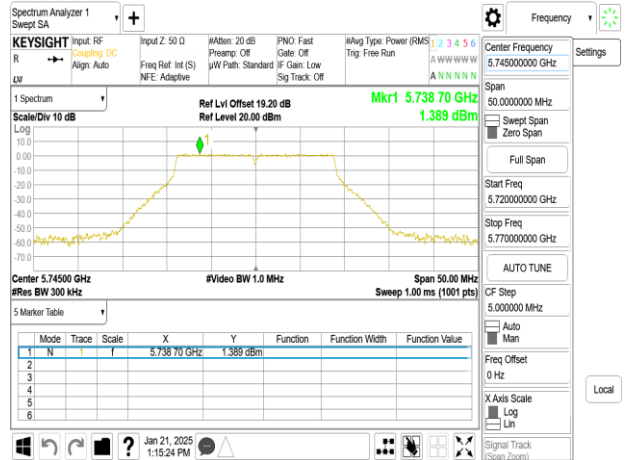 Spectrum Analyzer 1
Swept SA
+
Frequency
KEYSIGHT
R
LXI
Input: RF
Coupling: DC
Align: Auto
Input Z: 50 Ω
Freq Ref: Int (S)
NFE: Adaptive
#Atten: 20 dB
Preamp: Off
µW Path: Standard
PNO: Fast
Gate: Off
IF Gain: Low
Sig Track: Off
#Avg Type: Power (RMS
Trig: Free Run
1 2 3 4 5 6
A W W W W W
A N N N N N
Center Frequency
5.745000000 GHz
Settings
Span
50.0000000 MHz
Swept Span
Zero Span
Full Span
Start Freq
5.720000000 GHz
Stop Freq
5.770000000 GHz
AUTO TUNE
CF Step
5.000000 MHz
Auto
Man
Freq Offset
0 Hz
X Axis Scale
Log
Lin
Signal Track
(Span Zoom)
Local
1 Spectrum
Scale/Div 10 dB
Ref Lvl Offset 19.20 dB
Ref Level 20.00 dBm
Mkr1 5.738 70 GHz
1.389 dBm
Log
10.0
0.00
-10.0
-20.0
-30.0
-40.0
-50.0
-60.0
-70.0
1
Center 5.74500 GHz
#Res BW 300 kHz
#Video BW 1.0 MHz
Span 50.00 MHz
Sweep 1.00 ms (1001 pts)
5 Marker Table
Mode Trace Scale X Y Function Function Width Function Value
1 N 1 f 5.738 70 GHz 1.389 dBm
2
3
4
5
6
?
Jan 21, 2025
1:15:24 PM